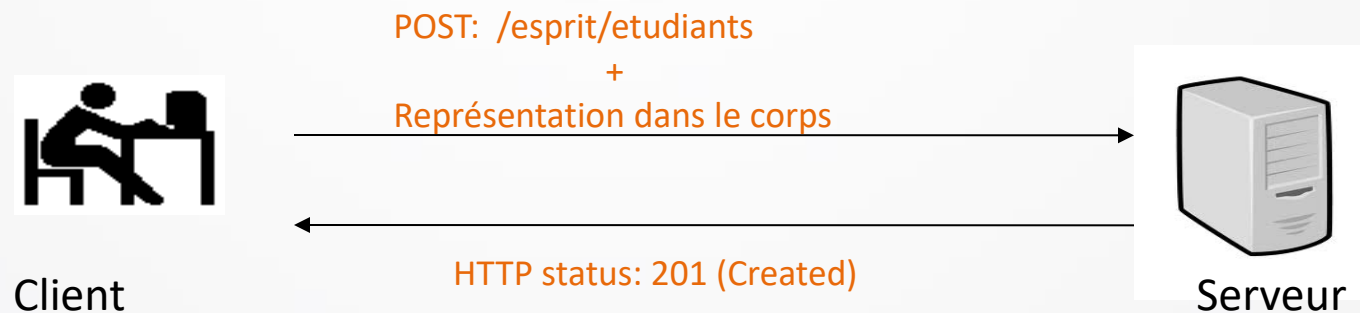 POST: /esprit/etudiants
+
Représentation dans le corps
HTTP status: 201 (Created)
Client
Serveur